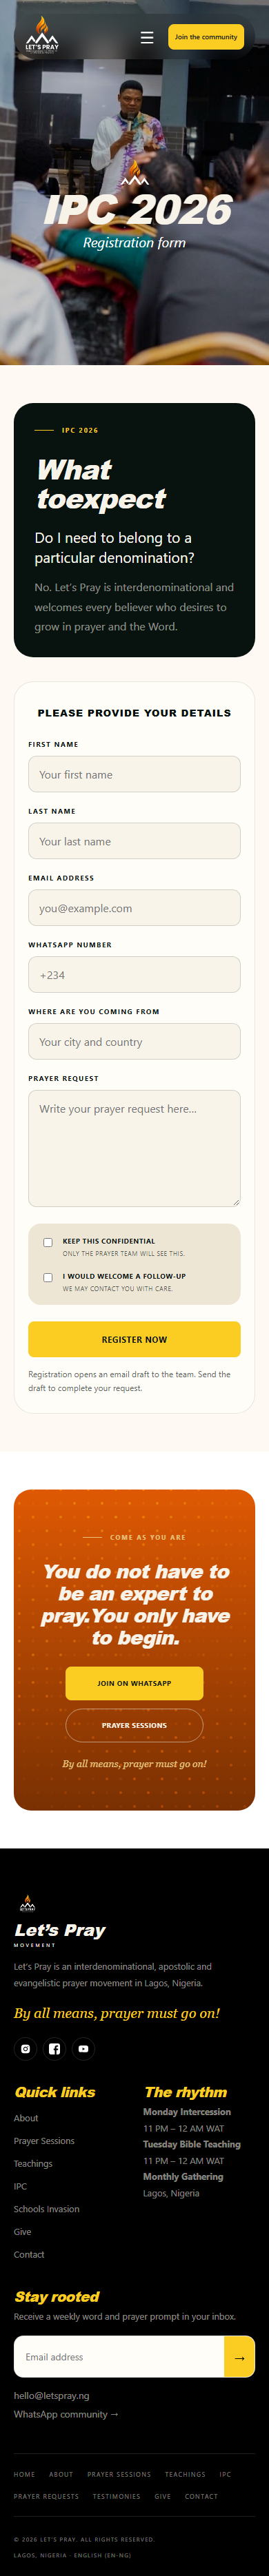 LET'S PRAY
☰
Join the community
IPC 2026
Registration form
IPC 2026
What
toexpect
Do I need to belong to a
particular denomination?
No. Let's Pray is interdenominational and
welcomes every believer who desires to
grow in prayer and the Word.
PLEASE PROVIDE YOUR DETAILS
FIRST NAME
Your first name
LAST NAME
Your last name
EMAIL ADDRESS
you@example.com
WHATSAPP NUMBER
+234
WHERE ARE YOU COMING FROM
Your city and country
PRAYER REQUEST
Write your prayer request here...
KEEP THIS CONFIDENTIAL
ONLY THE PRAYER TEAM WILL SEE THIS.
I WOULD WELCOME A FOLLOW-UP
WE MAY CONTACT YOU WITH CARE.
REGISTER NOW
Registration opens an email draft to the team. Send the
draft to complete your request.
COME AS YOU ARE
You do not have to
be an expert to
pray.You only have
to begin.
JOIN ON WHATSAPP
PRAYER SESSIONS
By all means, prayer must go on!
Let's Pray
MOVEMENT
Let's Pray is an interdenominational, apostolic and
evangelistic prayer movement in Lagos, Nigeria.
By all means, prayer must go on!
Quick links
About
Prayer Sessions
Teachings
IPC
Schools Invasion
Give
Contact
The rhythm
Monday Intercession
11 PM – 12 AM WAT
Tuesday Bible Teaching
11 PM – 12 AM WAT
Monthly Gathering
Lagos, Nigeria
Stay rooted
Receive a weekly word and prayer prompt in your inbox.
Email address →
hello@letspray.ng
WhatsApp community →
HOME ABOUT PRAYER SESSIONS TEACHINGS IPC
PRAYER REQUESTS TESTIMONIES GIVE CONTACT
© 2026 LET'S PRAY. ALL RIGHTS RESERVED.
LAGOS, NIGERIA · ENGLISH (EN-NG)